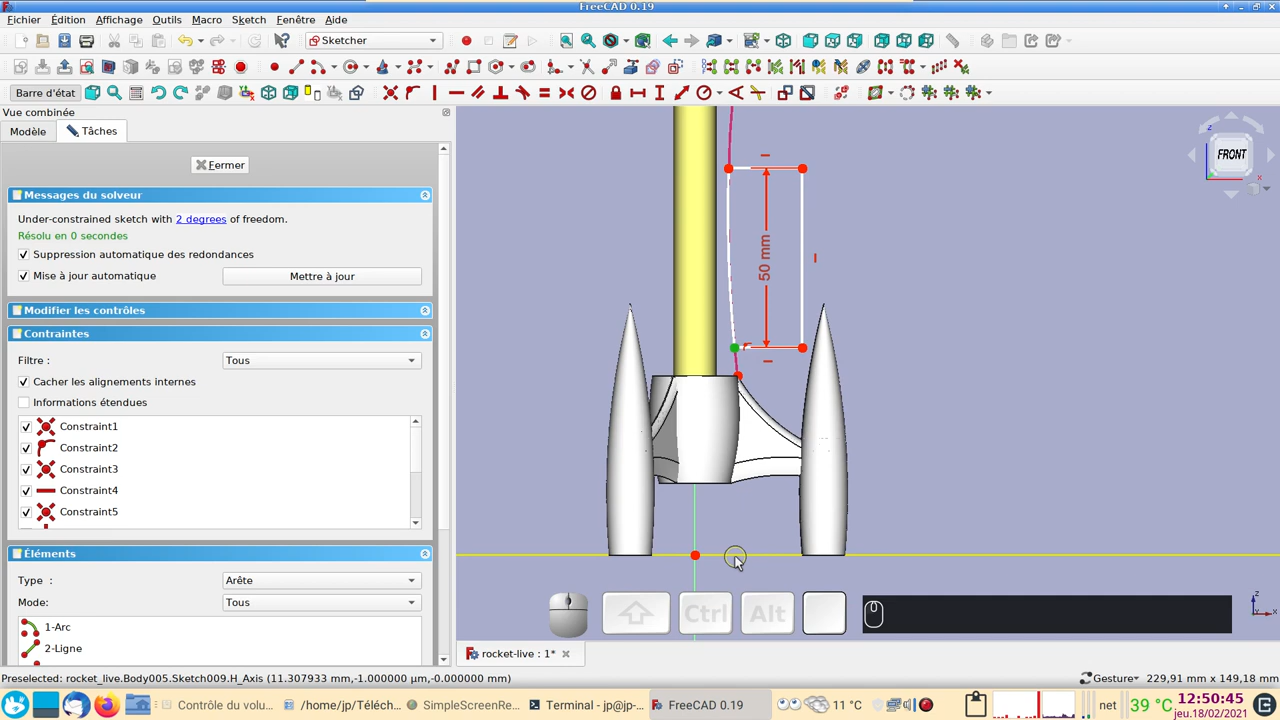 FreeCAD 0.19
Fichier Édition Affichage Outils Macro Sketch Fenêtre Aide
Sketcher
Barre d'état
Vue combinée
Modèle Tâches
Fermer
Messages du solveur
Under-constrained sketch with 2 degrees of freedom.
Résolu en 0 secondes
Suppression automatique des redondances
Mise à jour automatique Mettre à jour
Modifier les contrôles
Contraintes
Filtre : Tous
Cacher les alignements internes
Informations étendues
Constraint1
Constraint2
Constraint3
Constraint4
Constraint5
Éléments
Type : Arête
Mode: Tous
1-Arc
2-Ligne
50 mm
FRONT
z
x
Ctrl Alt
z
x
rocket-live : 1*
Preselected: rocket_live.Body005.Sketch009.H_Axis (11.307933 mm,-1.00000 µm,-0.000000 mm)
Gesture 229,91 mm x 149,18 mm
Contrôle du volu... /home/jp/Téléch... SimpleScreenRe... Terminal - jp@jp-... FreeCAD 0.19 11 °C net 39 °C 12:50:45
jeu.18/02/2021